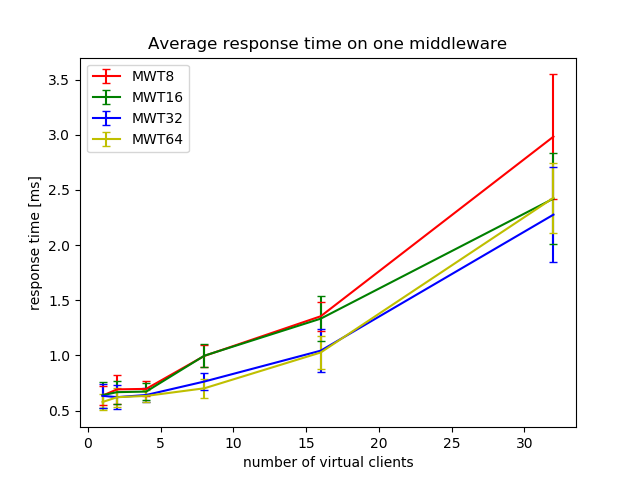 Average response time on one middleware
MWT8
MWT16
MWT32
MWT64
response time [ms]
3.5
3.0
2.5
2.0
1.5
1.0
0.5
0 5 10 15 20 25 30
number of virtual clients